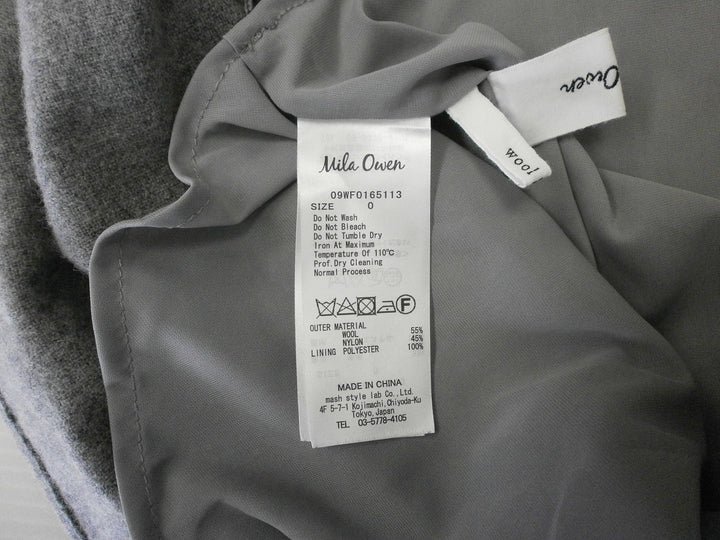 Mila Owen
09WF0165113
SIZE 0
Do Not Wash
Do Not Bleach
Do Not Tumble Dry
Iron At Maximum
Temperature Of 110℃
Prof.Dry Cleaning
Normal Process
F
OUTER MATERIAL
WOOL 55%
NYLON 45%
LINING POLYESTER 100%
MADE IN CHINA
mash style lab Co.,Ltd.
4F 5-7-1 Kojimachi,Chiyoda-Ku
Tokyo,Japan
TEL 03-5778-4105
Owen
wool